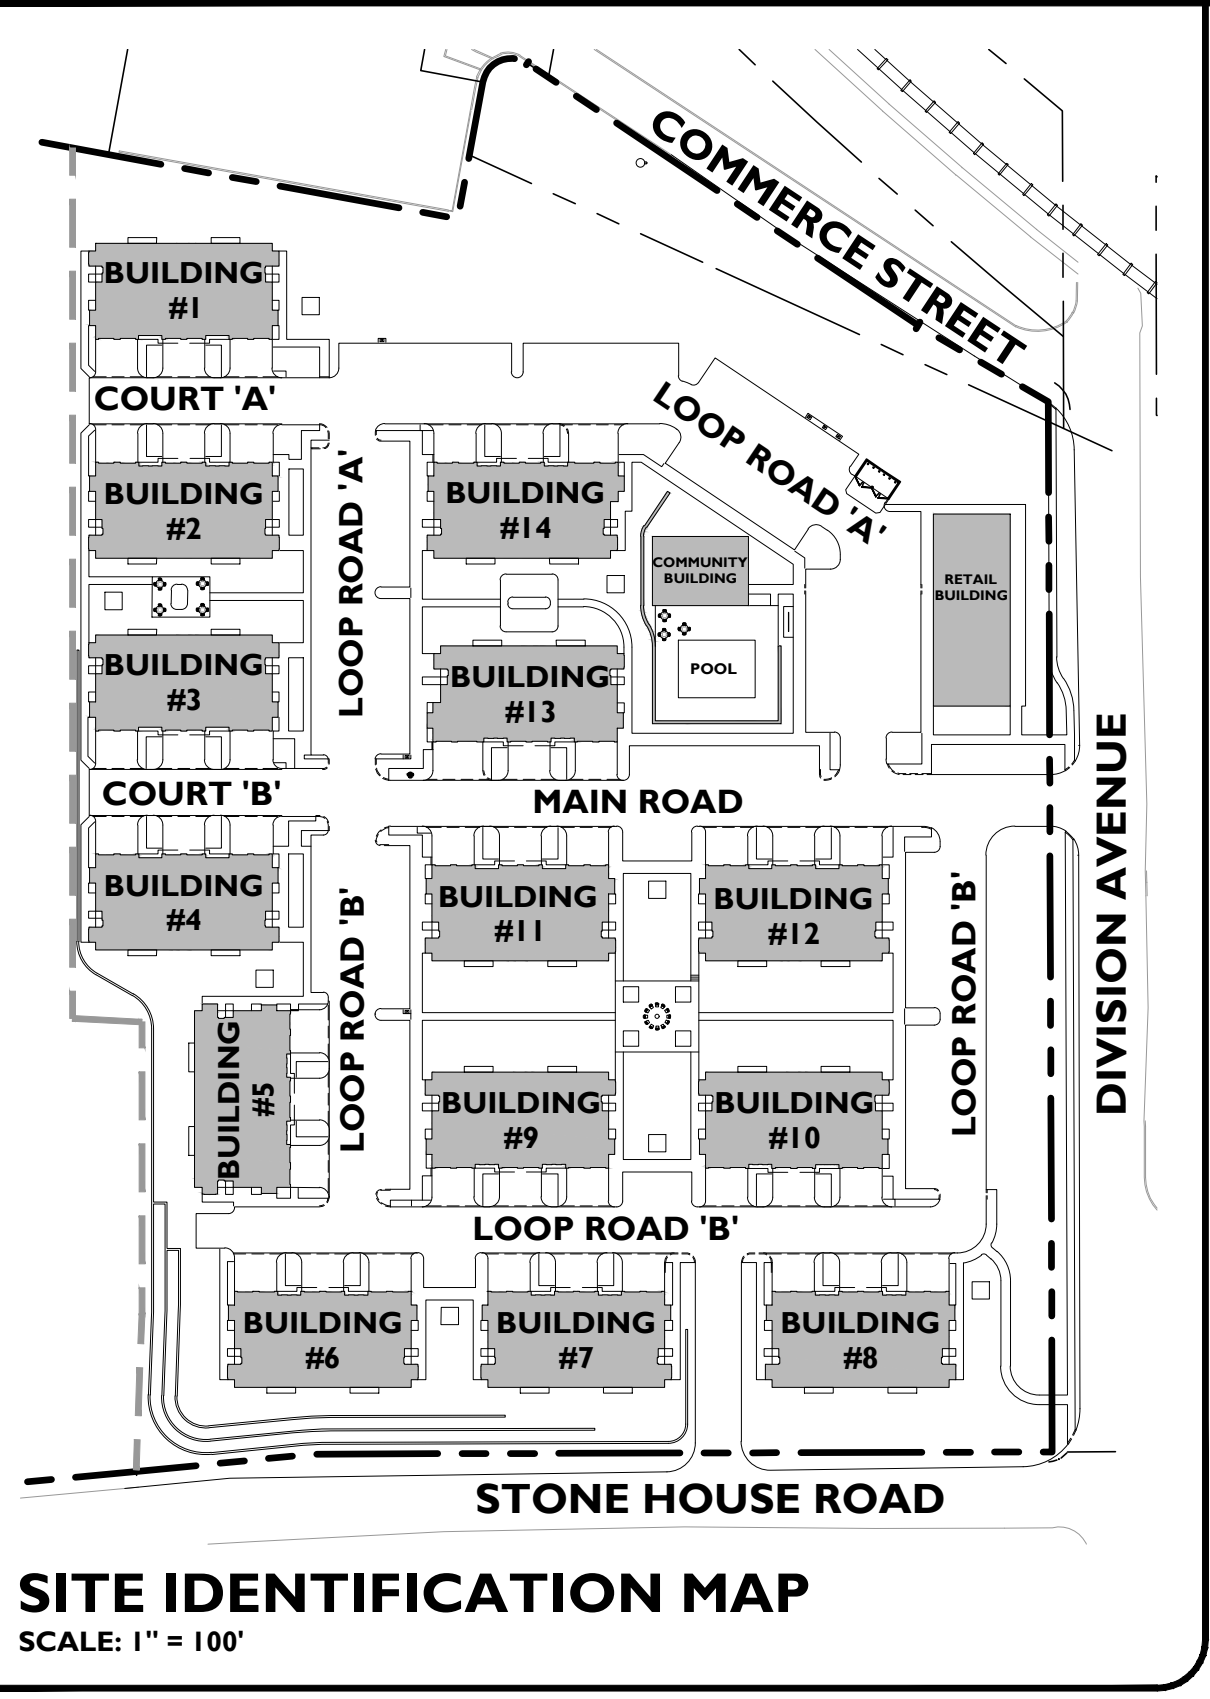 COMMERCE STREET
BUILDING
#1
COURT 'A'
LOOP ROAD 'A'
BUILDING
#2
LOOP ROAD 'A'
BUILDING
#14
COMMUNITY
BUILDING
RETAIL
BUILDING
BUILDING
#3
BUILDING
#13
POOL
COURT 'B'
MAIN ROAD
DIVISION AVENUE
BUILDING
#4
LOOP ROAD 'B'
BUILDING
#11
BUILDING
#12
LOOP ROAD 'B'
BUILDING
#5
BUILDING
#9
BUILDING
#10
LOOP ROAD 'B'
BUILDING
#6
BUILDING
#7
BUILDING
#8
STONE HOUSE ROAD
SITE IDENTIFICATION MAP
SCALE: 1" = 100'